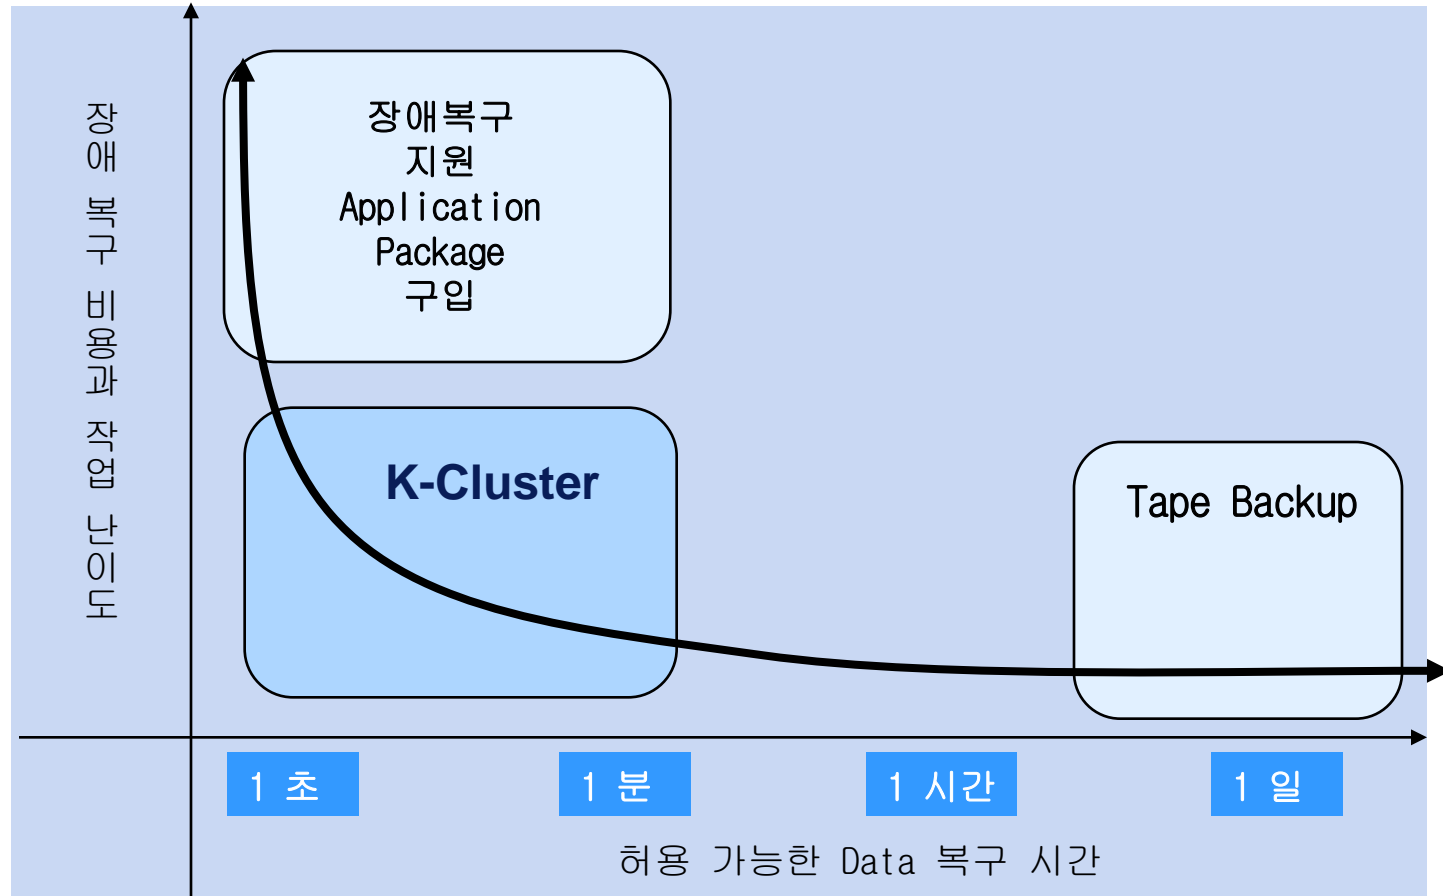 장애 복구 비용과 작업 난이도
장애복구
지원
Application
Package
구입
K-Cluster
Tape Backup
1 초
1 분
1 시간
1 일
허용 가능한 Data 복구 시간